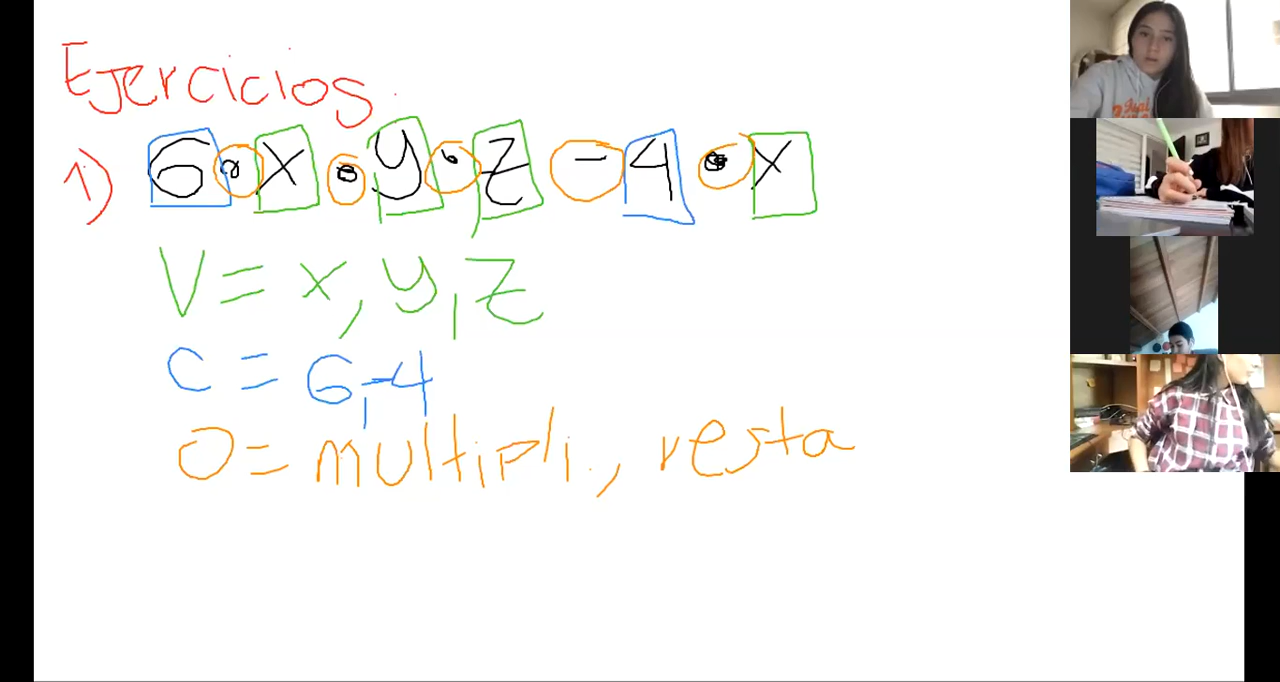 Ejercicios.
1) 6 • x • y • z - 4 • x
V = x, y, z
C = 6, -4
O = multipli., resta